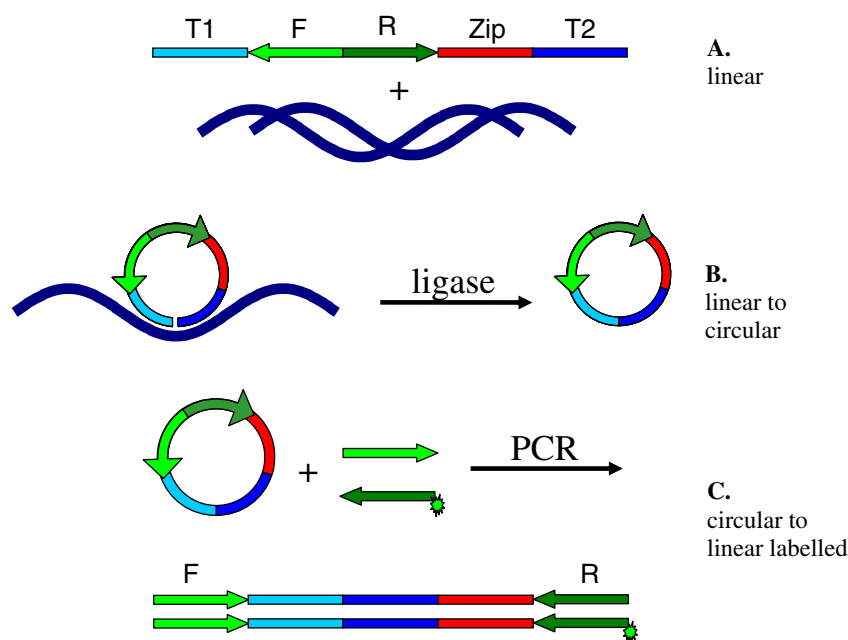 T1 F R Zip T2
A.
linear
+
ligase
B.
linear to
circular
+
PCR
C.
circular to
linear labelled
F R